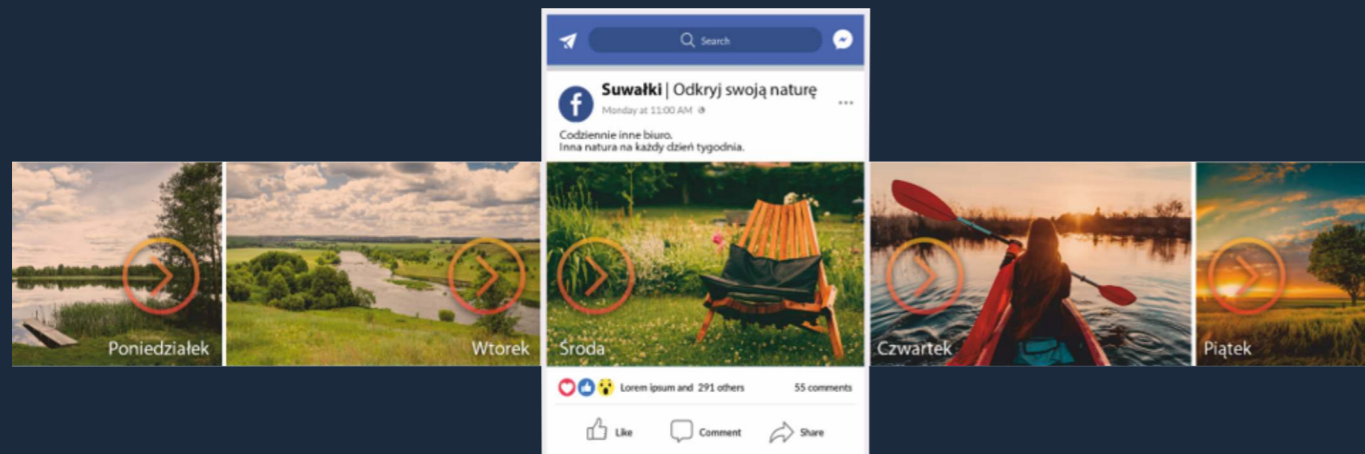 Search
Suwałki | Odkryj swoją naturę
Monday at 11:00 AM
Codziennie inne biuro.
Inna natura na każdy dzień tygodnia.
Poniedziałek
Wtorek
Środa
Czwartek
Piątek
Lorem ipsum and 291 others
55 comments
Like
Comment
Share